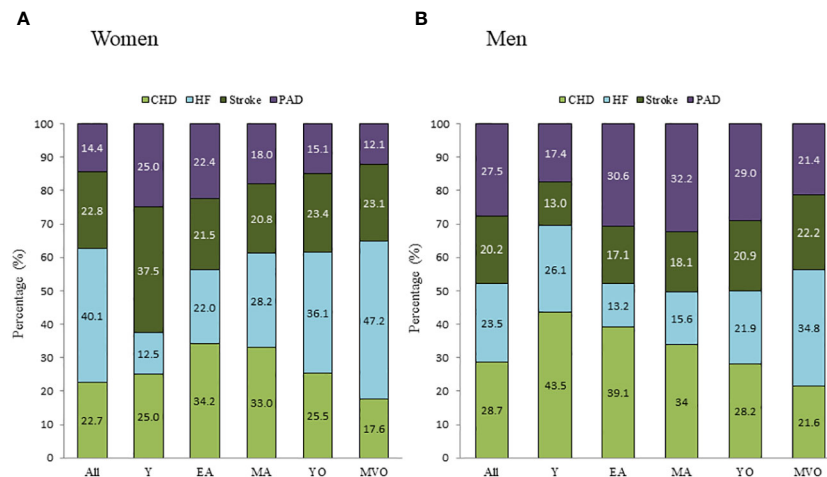 A
Women
CHD HF Stroke PAD
Percentage (%)
100
90
80
70
60
50
40
30
20
10
0
14.4 25.0 22.4 18.0 15.1 12.1
22.8 37.5 21.5 20.8 23.4 23.1
40.1 12.5 22.0 28.2 36.1 47.2
22.7 25.0 34.2 33.0 25.5 17.6
All Y EA MA YO MVO
B
Men
CHD HF Stroke PAD
Percentage (%)
100
90
80
70
60
50
40
30
20
10
0
27.5 17.4 30.6 32.2 29.0 21.4
20.2 13.0 17.1 18.1 20.9 22.2
23.5 26.1 13.2 15.6 21.9 34.8
28.7 43.5 39.1 34 28.2 21.6
All Y EA MA YO MVO